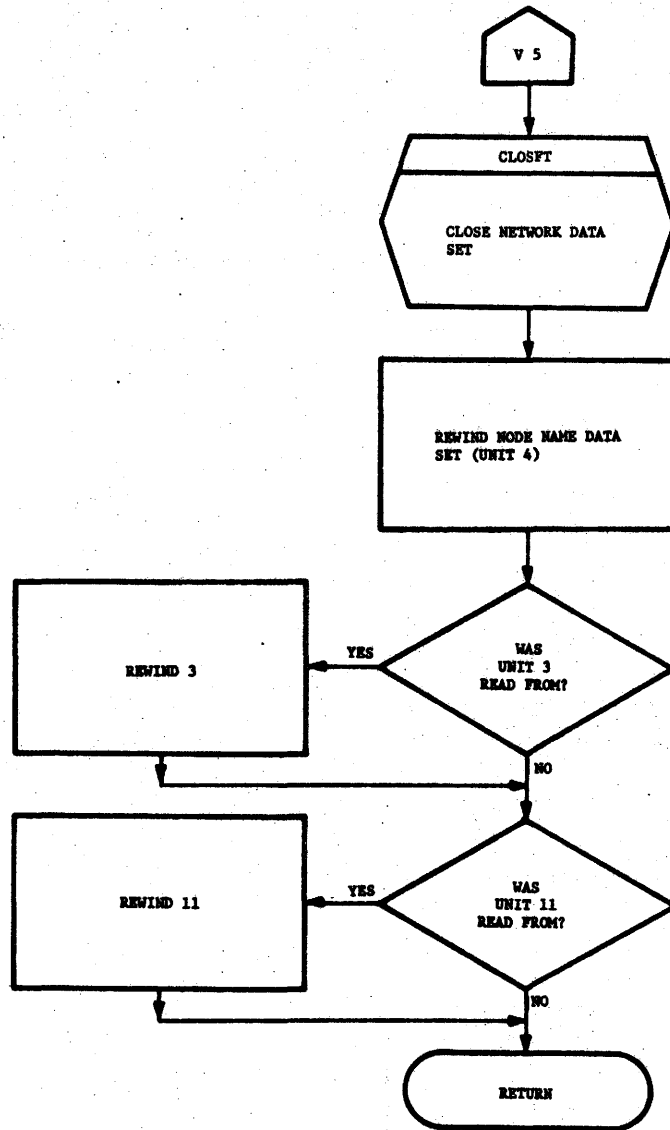 V 5
CLOSFT
CLOSE NETWORK DATA
SET
REWIND NODE NAME DATA
SET (UNIT 4)
WAS
UNIT 3
READ FROM?
YES
REWIND 3
NO
WAS
UNIT 11
READ FROM?
YES
REWIND 11
NO
RETURN